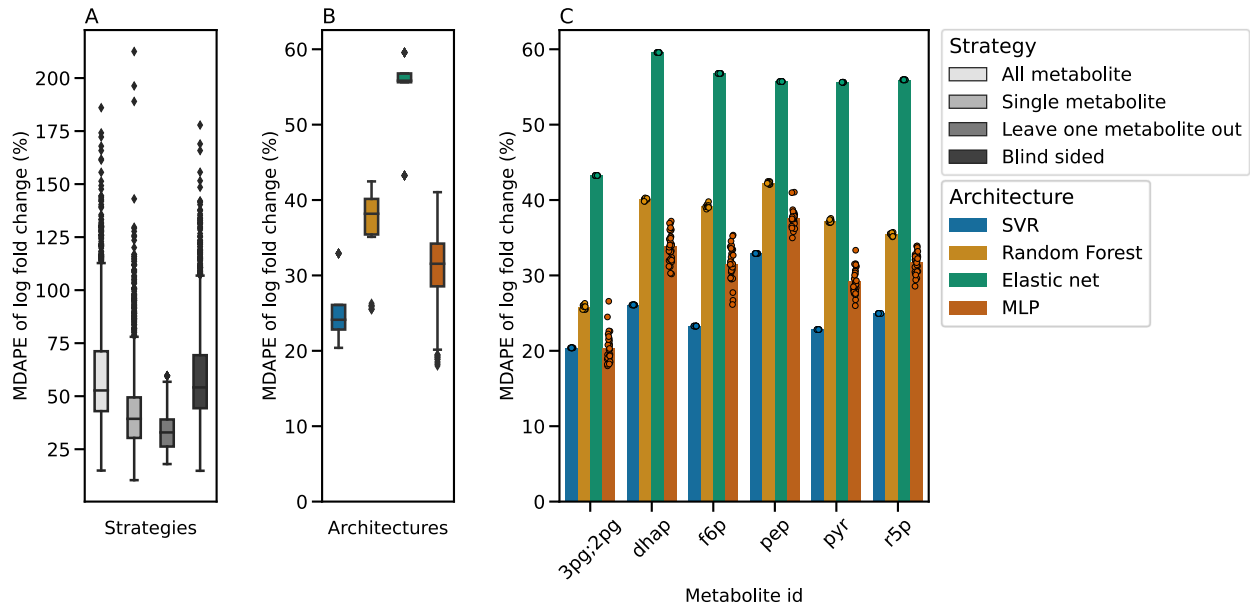 A
MDAPE of log fold change (%)
200
175
150
125
100
75
50
25
Strategies
B
MDAPE of log fold change (%)
60
50
40
30
20
10
0
Architectures
C
MDAPE of log fold change (%)
60
50
40
30
20
10
0
3pg;2pg
dhap
f6p
pep
pyr
r5p
Metabolite id
Strategy
All metabolite
Single metabolite
Leave one metabolite out
Blind sided
Architecture
SVR
Random Forest
Elastic net
MLP